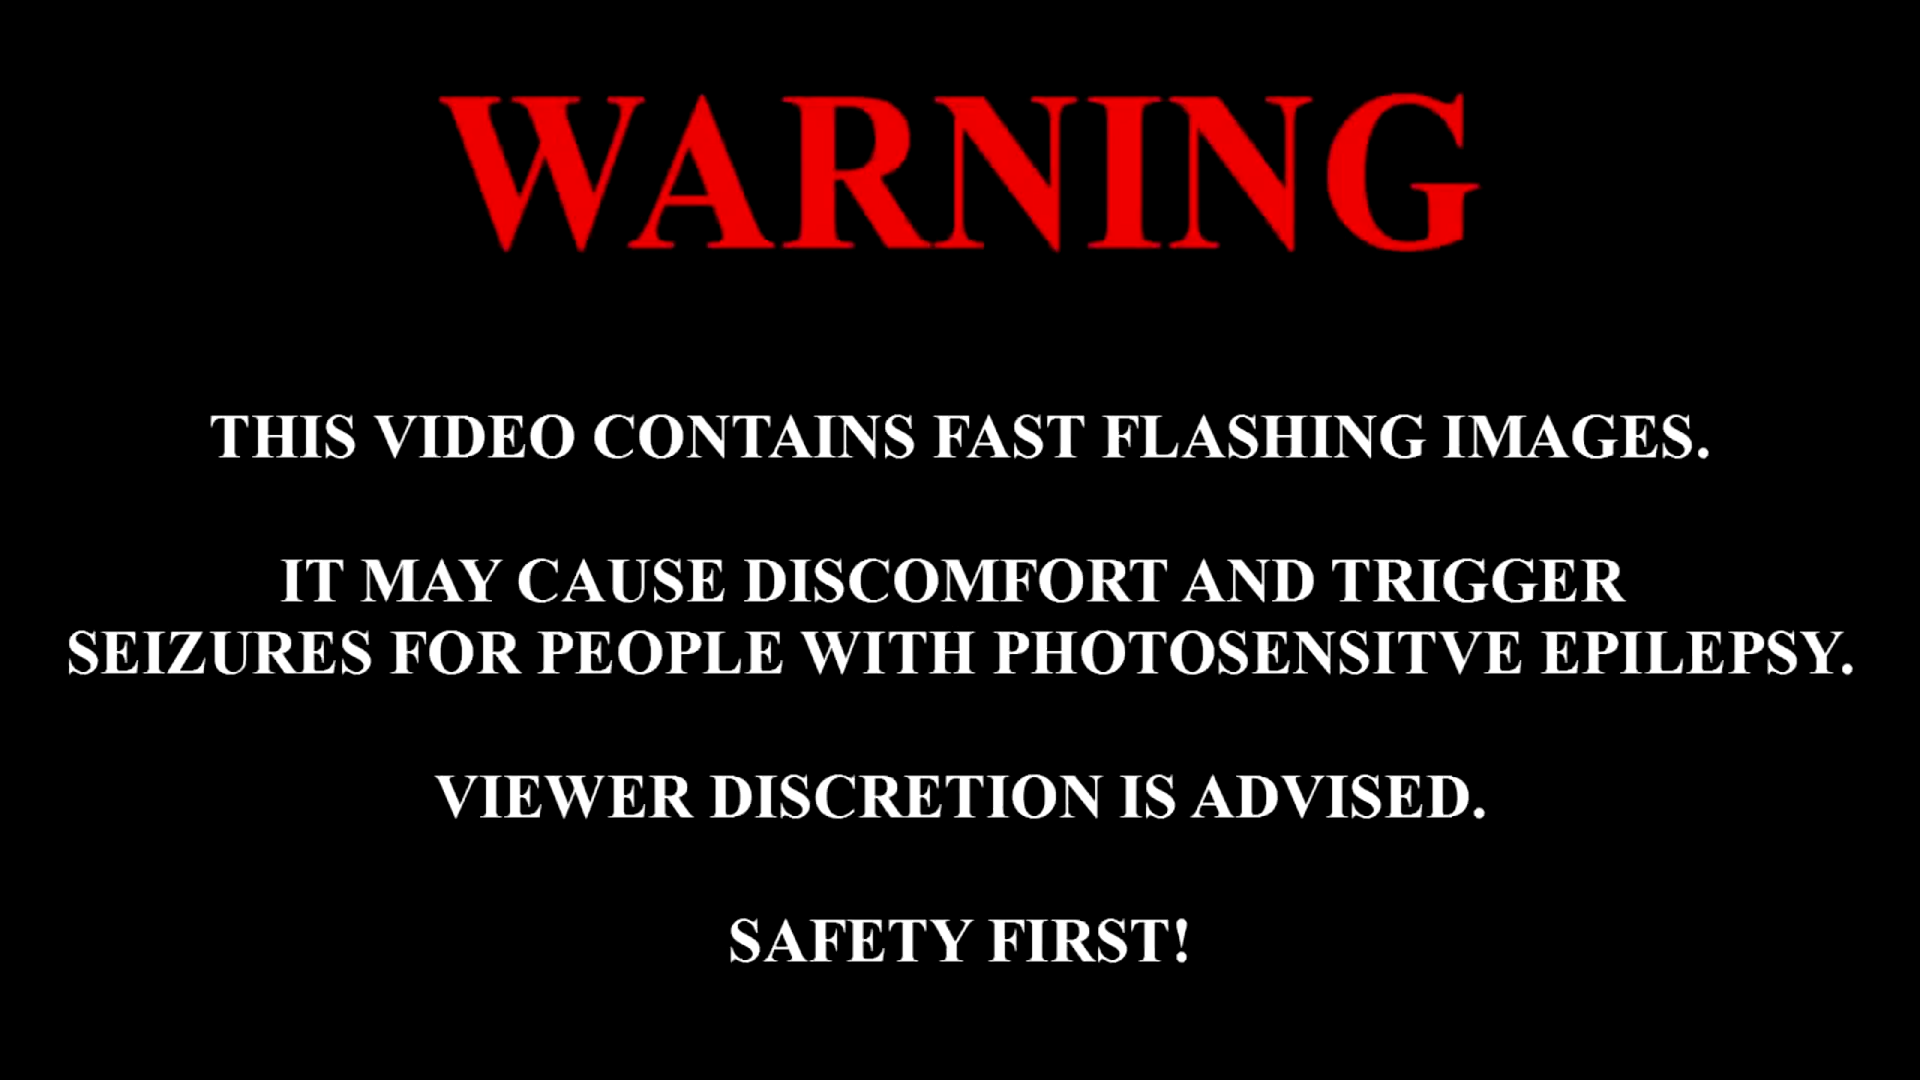 WARNING
THIS VIDEO CONTAINS FAST FLASHING IMAGES.
IT MAY CAUSE DISCOMFORT AND TRIGGER
SEIZURES FOR PEOPLE WITH PHOTOSENSITVE EPILEPSY.
VIEWER DISCRETION IS ADVISED.
SAFETY FIRST!